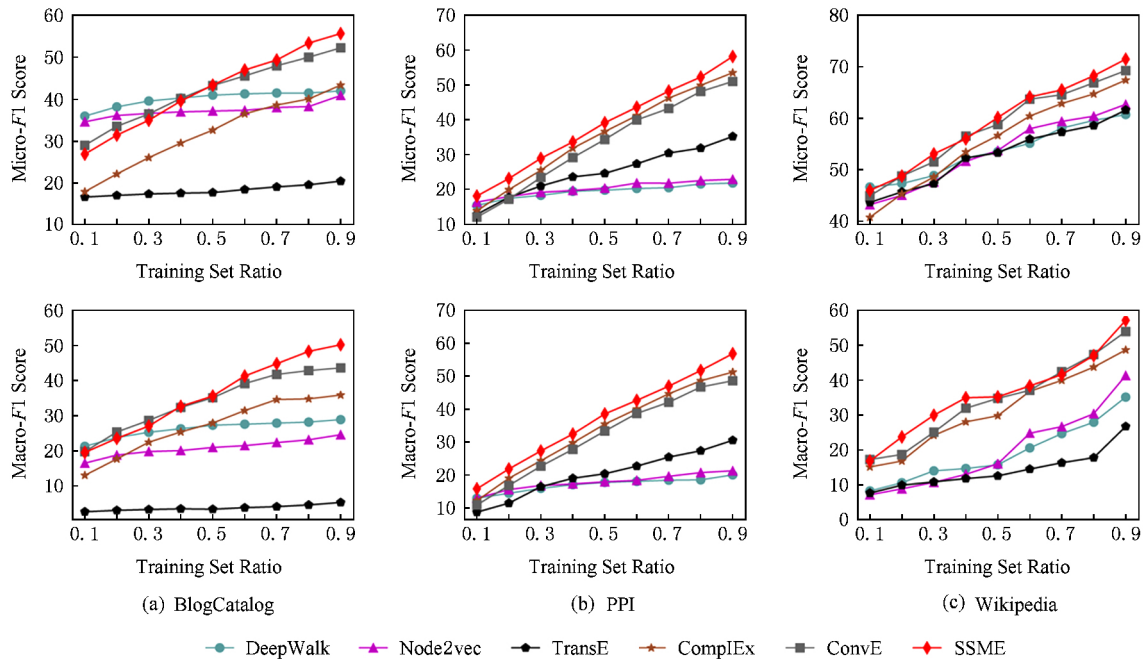 60
50
40
30
20
10
Micro-F1 Score
0.1 0.3 0.5 0.7 0.9
Training Set Ratio
70
60
50
40
30
20
10
Micro-F1 Score
0.1 0.3 0.5 0.7 0.9
Training Set Ratio
80
70
60
50
40
Micro-F1 Score
0.1 0.3 0.5 0.7 0.9
Training Set Ratio
60
50
40
30
20
10
Macro-F1 Score
0.1 0.3 0.5 0.7 0.9
Training Set Ratio
(a) BlogCatalog
70
60
50
40
30
20
10
Macro-F1 Score
0.1 0.3 0.5 0.7 0.9
Training Set Ratio
(b) PPI
60
50
40
30
20
10
0
Macro-F1 Score
0.1 0.3 0.5 0.7 0.9
Training Set Ratio
(c) Wikipedia
DeepWalk Node2vec TransE CompIEx ConvE SSME